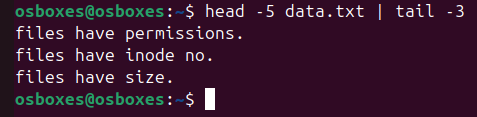 osboxes@osboxes:~$ head -5 data.txt | tail -3
files have permissions.
files have inode no.
files have size.
osboxes@osboxes:~$